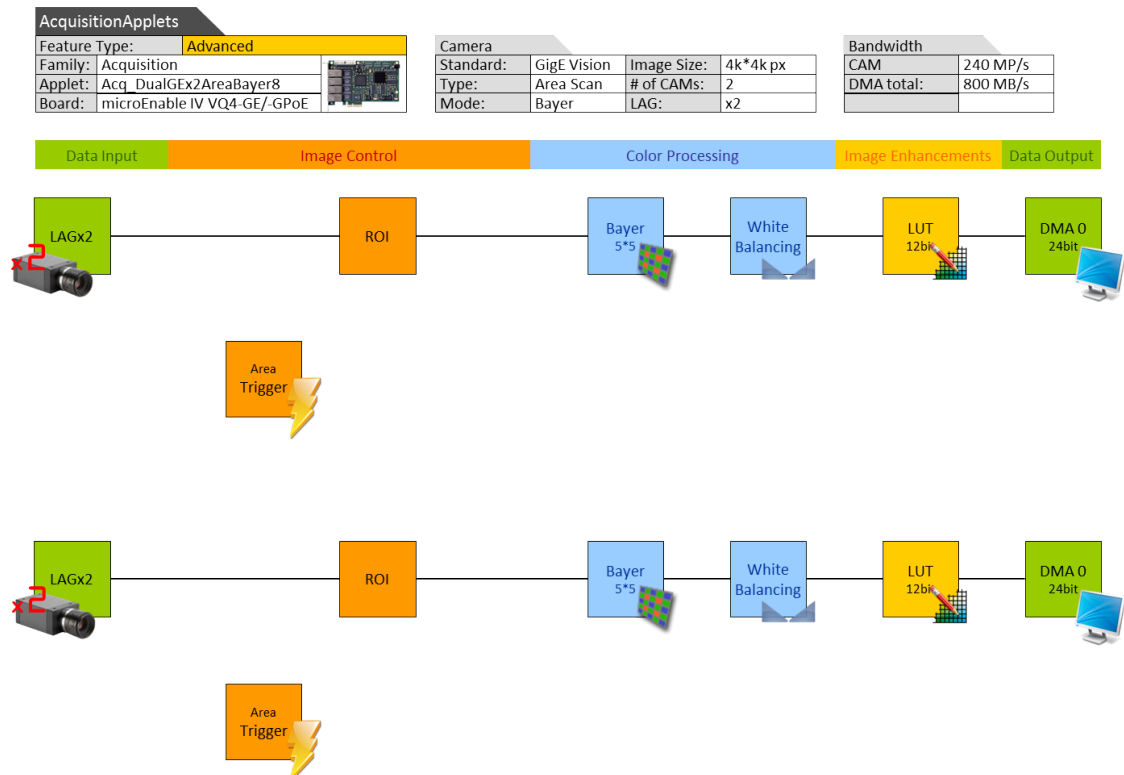 AcquisitionApplets
Feature Type: Advanced
Family: Acquisition
Applet: Acq_DualGEx2AreaBayer8
Board: microEnable IV VQ4-GE/-GPoE
Camera
Standard: GigE Vision Image Size: 4k*4k px
Type: Area Scan # of CAMs: 2
Mode: Bayer LAG: x2
Bandwidth
CAM 240 MP/s
DMA total: 800 MB/s
Data Input Image Control Color Processing Image Enhancements Data Output
LAGx2
x2
ROI
Bayer
5*5
White
Balancing
LUT
12bit
DMA 0
24bit
Area
Trigger
LAGx2
x2
ROI
Bayer
5*5
White
Balancing
LUT
12bit
DMA 0
24bit
Area
Trigger